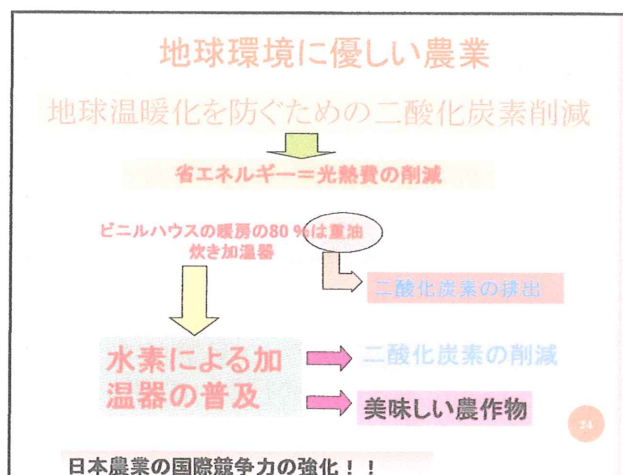 地球環境に優しい農業
地球温暖化を防ぐための二酸化炭素削減
省エネルギー＝光熱費の削減
ビニルハウスの暖房の80％は重油
炊き加温器
二酸化炭素の排出
水素による加
温器の普及
二酸化炭素の削減
美味しい農作物
24
日本農業の国際競争力の強化！！